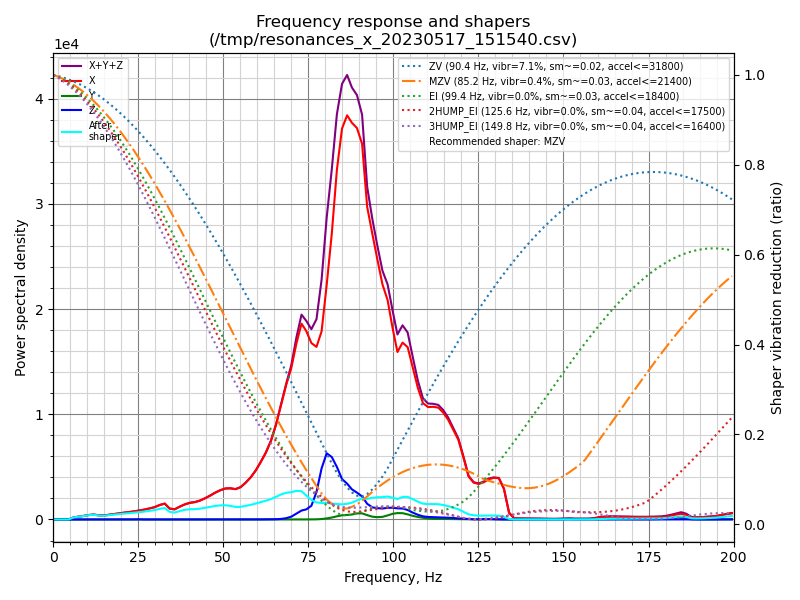 Frequency response and shapers
(/tmp/resonances_x_20230517_151540.csv)
1e4
X+Y+Z
X
Y
Z
After
shaper
ZV (90.4 Hz, vibr=7.1%, sm~=0.02, accel<=31800)
MZV (85.2 Hz, vibr=0.4%, sm~=0.03, accel<=21400)
EI (99.4 Hz, vibr=0.0%, sm~=0.03, accel<=18400)
2HUMP_EI (125.6 Hz, vibr=0.0%, sm~=0.04, accel<=17500)
3HUMP_EI (149.8 Hz, vibr=0.0%, sm~=0.04, accel<=16400)
Recommended shaper: MZV
Power spectral density
4
3
2
1
0
1.0
0.8
0.6
0.4
0.2
0.0
Shaper vibration reduction (ratio)
0 25 50 75 100 125 150 175 200
Frequency, Hz